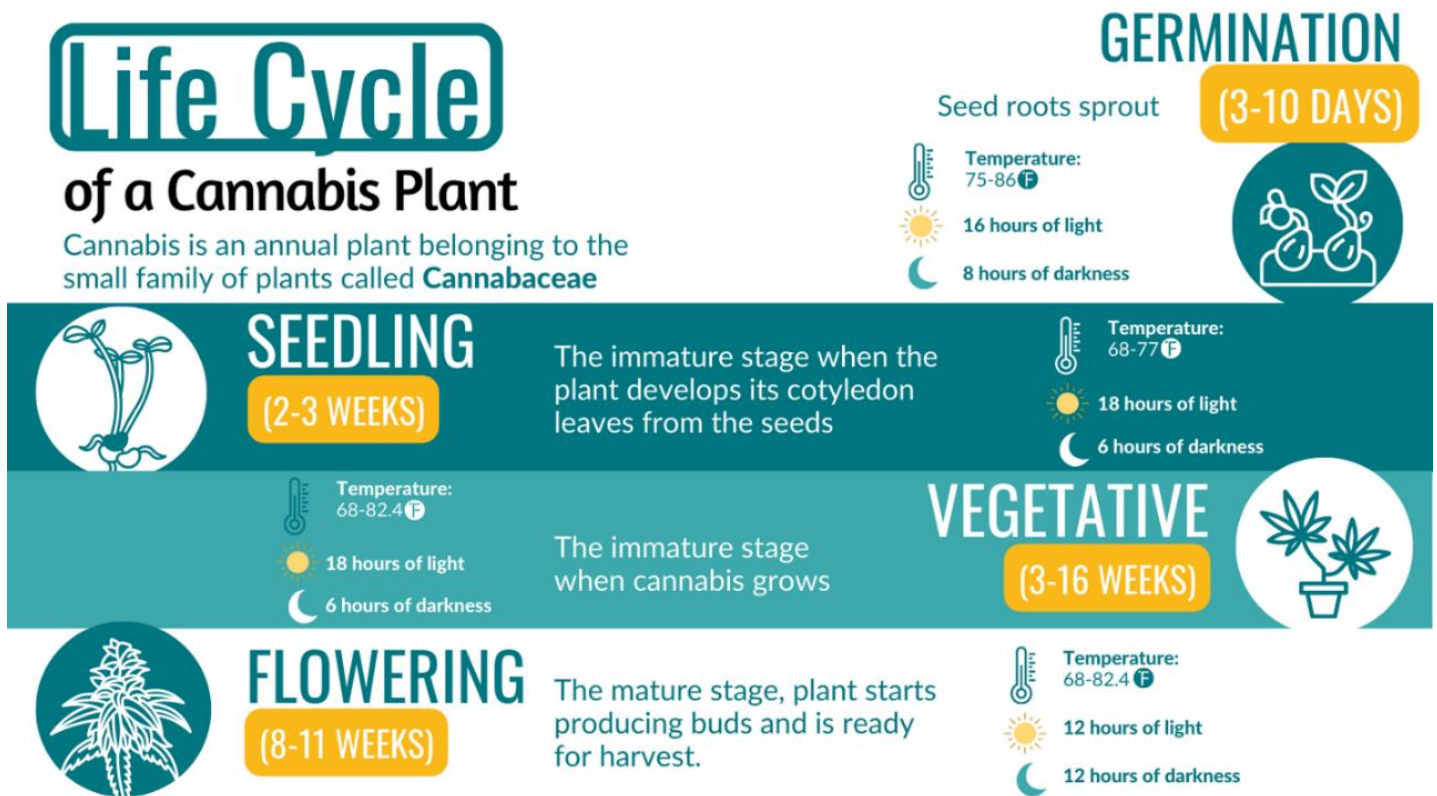 Life Cycle
of a Cannabis Plant
Cannabis is an annual plant belonging to the
small family of plants called Cannabaceae
GERMINATION
(3-10 DAYS)
Seed roots sprout
Temperature:
75-86 F
16 hours of light
8 hours of darkness
SEEDLING
(2-3 WEEKS)
The immature stage when the
plant develops its cotyledon
leaves from the seeds
Temperature:
68-77 F
18 hours of light
6 hours of darkness
VEGETATIVE
(3-16 WEEKS)
The immature stage
when cannabis grows
Temperature:
68-82.4 F
18 hours of light
6 hours of darkness
FLOWERING
(8-11 WEEKS)
The mature stage, plant starts
producing buds and is ready
for harvest.
Temperature:
68-82.4 F
12 hours of light
12 hours of darkness